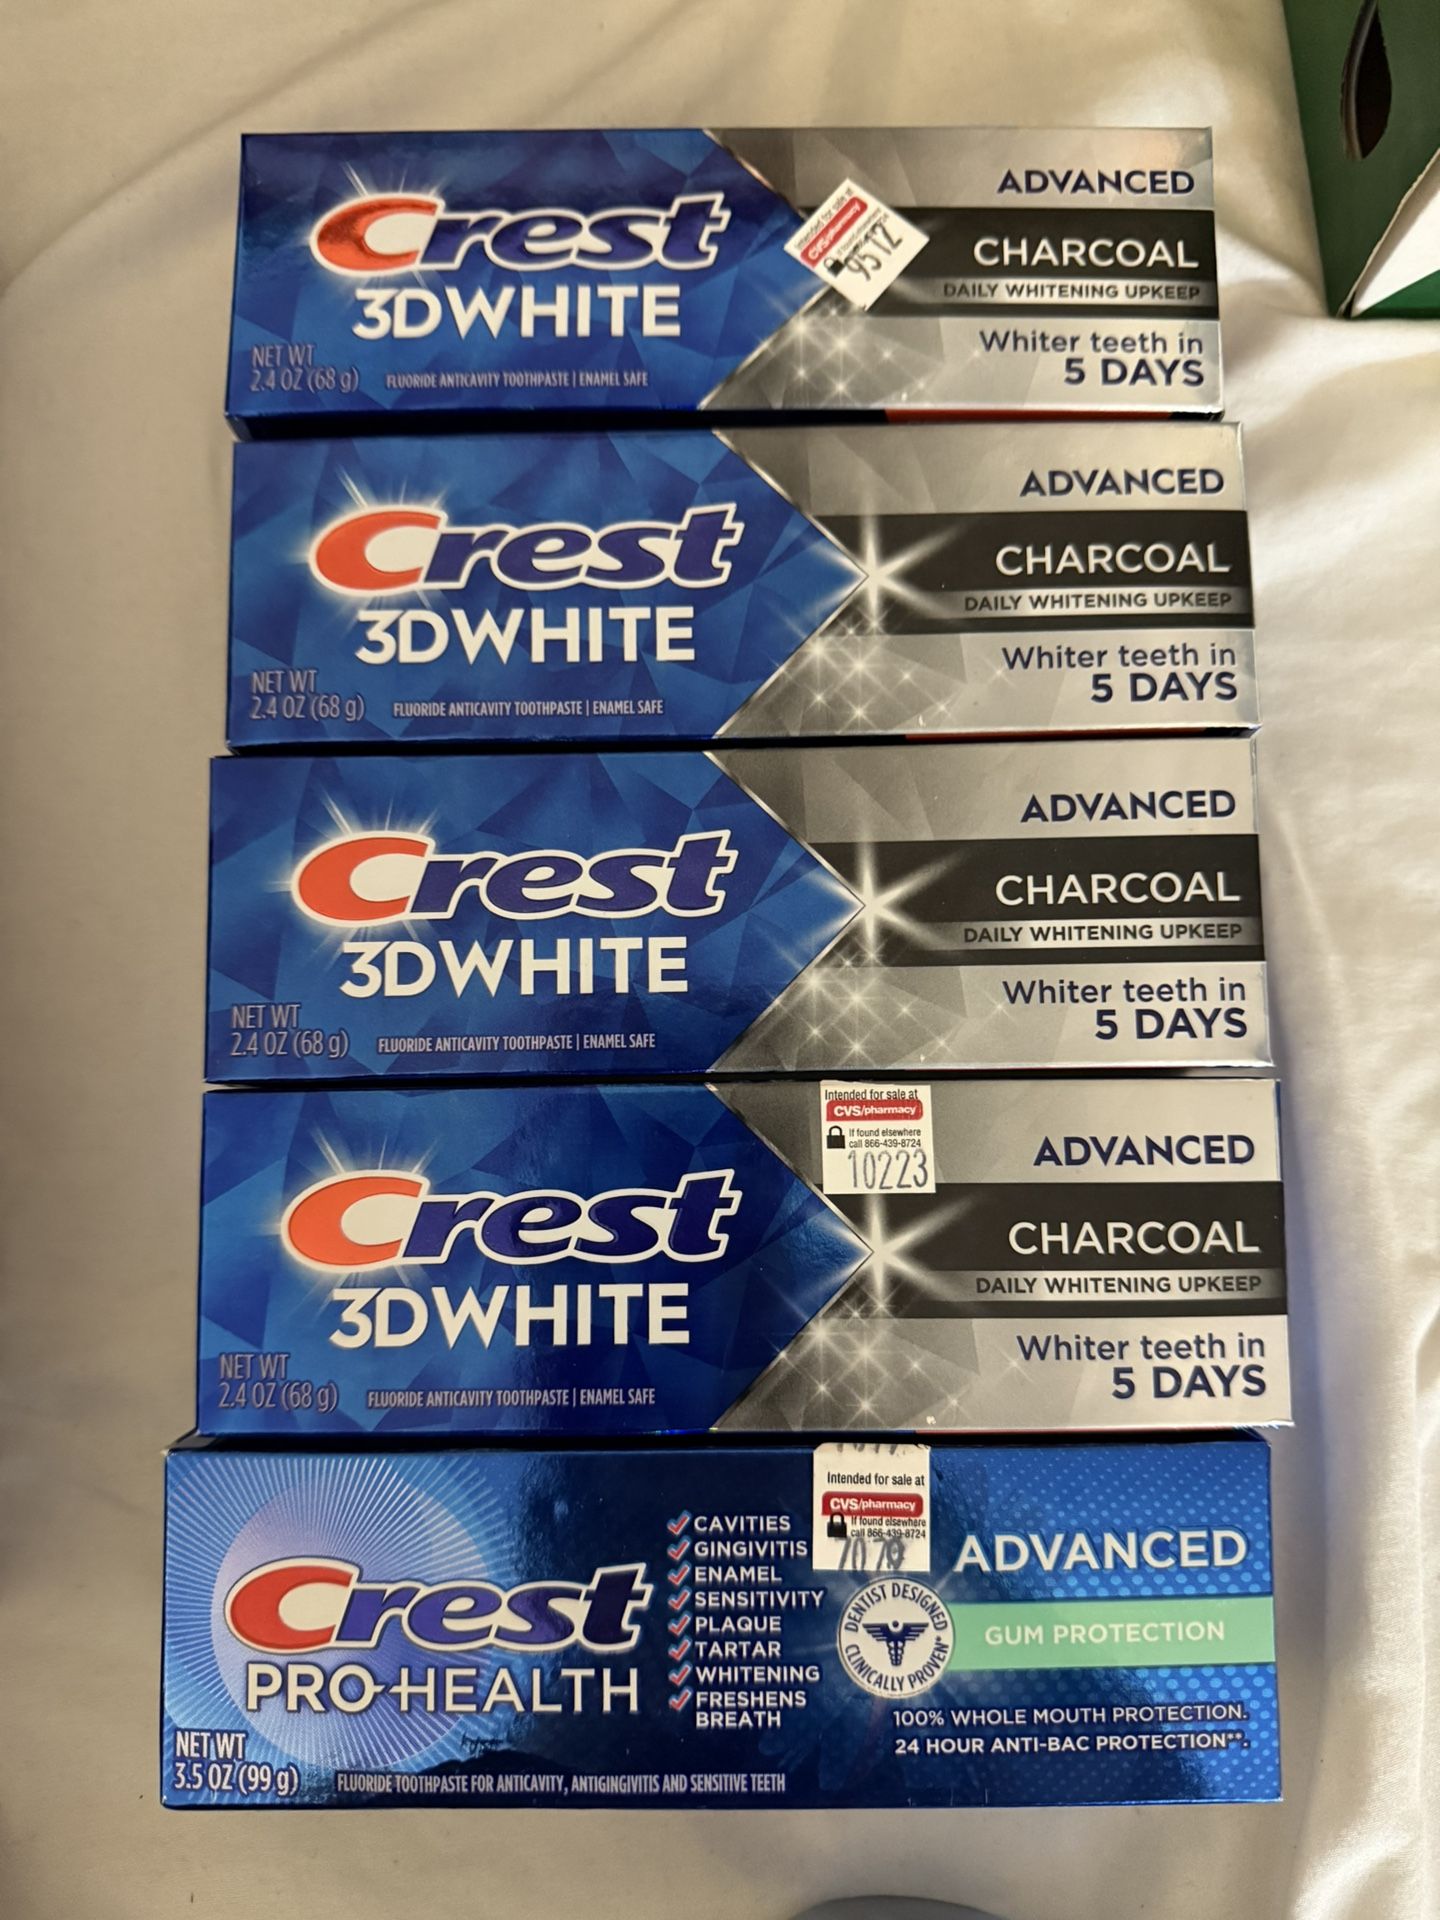 Crest
3DWHITE
NET WT
2.4 OZ (68 g)
FLUORIDE ANTICAVITY TOOTHPASTE | ENAMEL SAFE
Intended for sale at
CVS/pharmacy
9512
ADVANCED
CHARCOAL
DAILY WHITENING UPKEEP
Whiter teeth in
5 DAYS
Crest
3DWHITE
NET WT
2.4 OZ (68 g)
FLUORIDE ANTICAVITY TOOTHPASTE | ENAMEL SAFE
ADVANCED
CHARCOAL
DAILY WHITENING UPKEEP
Whiter teeth in
5 DAYS
Crest
3DWHITE
NET WT
2.4 OZ (68 g)
FLUORIDE ANTICAVITY TOOTHPASTE | ENAMEL SAFE
ADVANCED
CHARCOAL
DAILY WHITENING UPKEEP
Whiter teeth in
5 DAYS
Crest
3DWHITE
NET WT
2.4 OZ (68 g)
FLUORIDE ANTICAVITY TOOTHPASTE | ENAMEL SAFE
Intended for sale at
CVS/pharmacy
If found elsewhere
call 866-439-8724
10223
ADVANCED
CHARCOAL
DAILY WHITENING UPKEEP
Whiter teeth in
5 DAYS
Crest
PRO-HEALTH
NET WT
3.5 OZ (99 g)
FLUORIDE TOOTHPASTE FOR ANTICAVITY, ANTIGINGIVITIS AND SENSITIVE TEETH
CAVITIES
GINGIVITIS
ENAMEL
SENSITIVITY
PLAQUE
TARTAR
WHITENING
FRESHENS
BREATH
Intended for sale at
CVS/pharmacy
If found elsewhere
call 866-439-8724
DENTIST DESIGNED
CLINICALLY PROVEN*
ADVANCED
GUM PROTECTION
100% WHOLE MOUTH PROTECTION.
24 HOUR ANTI-BAC PROTECTION**.